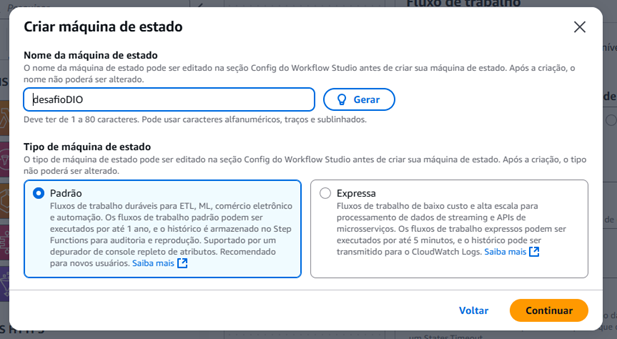 Fluxo de trabalho
Criar máquina de estado
Nome da máquina de estado
O nome da máquina de estado pode ser editado na seção Config do Workflow Studio antes de criar sua máquina de estado. Após a criação, o
nome não poderá ser alterado.
desafioDIO
Gerar
Deve ter de 1 a 80 caracteres. Pode usar caracteres alfanuméricos, traços e sublinhados.
Tipo de máquina de estado
O tipo de máquina de estado pode ser editado na seção Config do Workflow Studio antes de criar sua máquina de estado. Após a criação, o tipo
não poderá ser alterado.
Padrão
Fluxos de trabalho duráveis para ETL, ML, comércio eletrônico
e automação. Os fluxos de trabalho padrão podem ser
executados por até 1 ano, e o histórico é armazenado no Step
Functions para auditoria e reprodução. Suportado por um
depurador de console repleto de atributos. Recomendado
para novos usuários. Saiba mais
Expressa
Fluxos de trabalho de baixo custo e alta escala para
processamento de dados de streaming e APIs de
microsserviços. Os fluxos de trabalho expressos podem ser
executados por até 5 minutos, e o histórico pode ser
transmitido para o CloudWatch Logs. Saiba mais
Voltar
Continuar